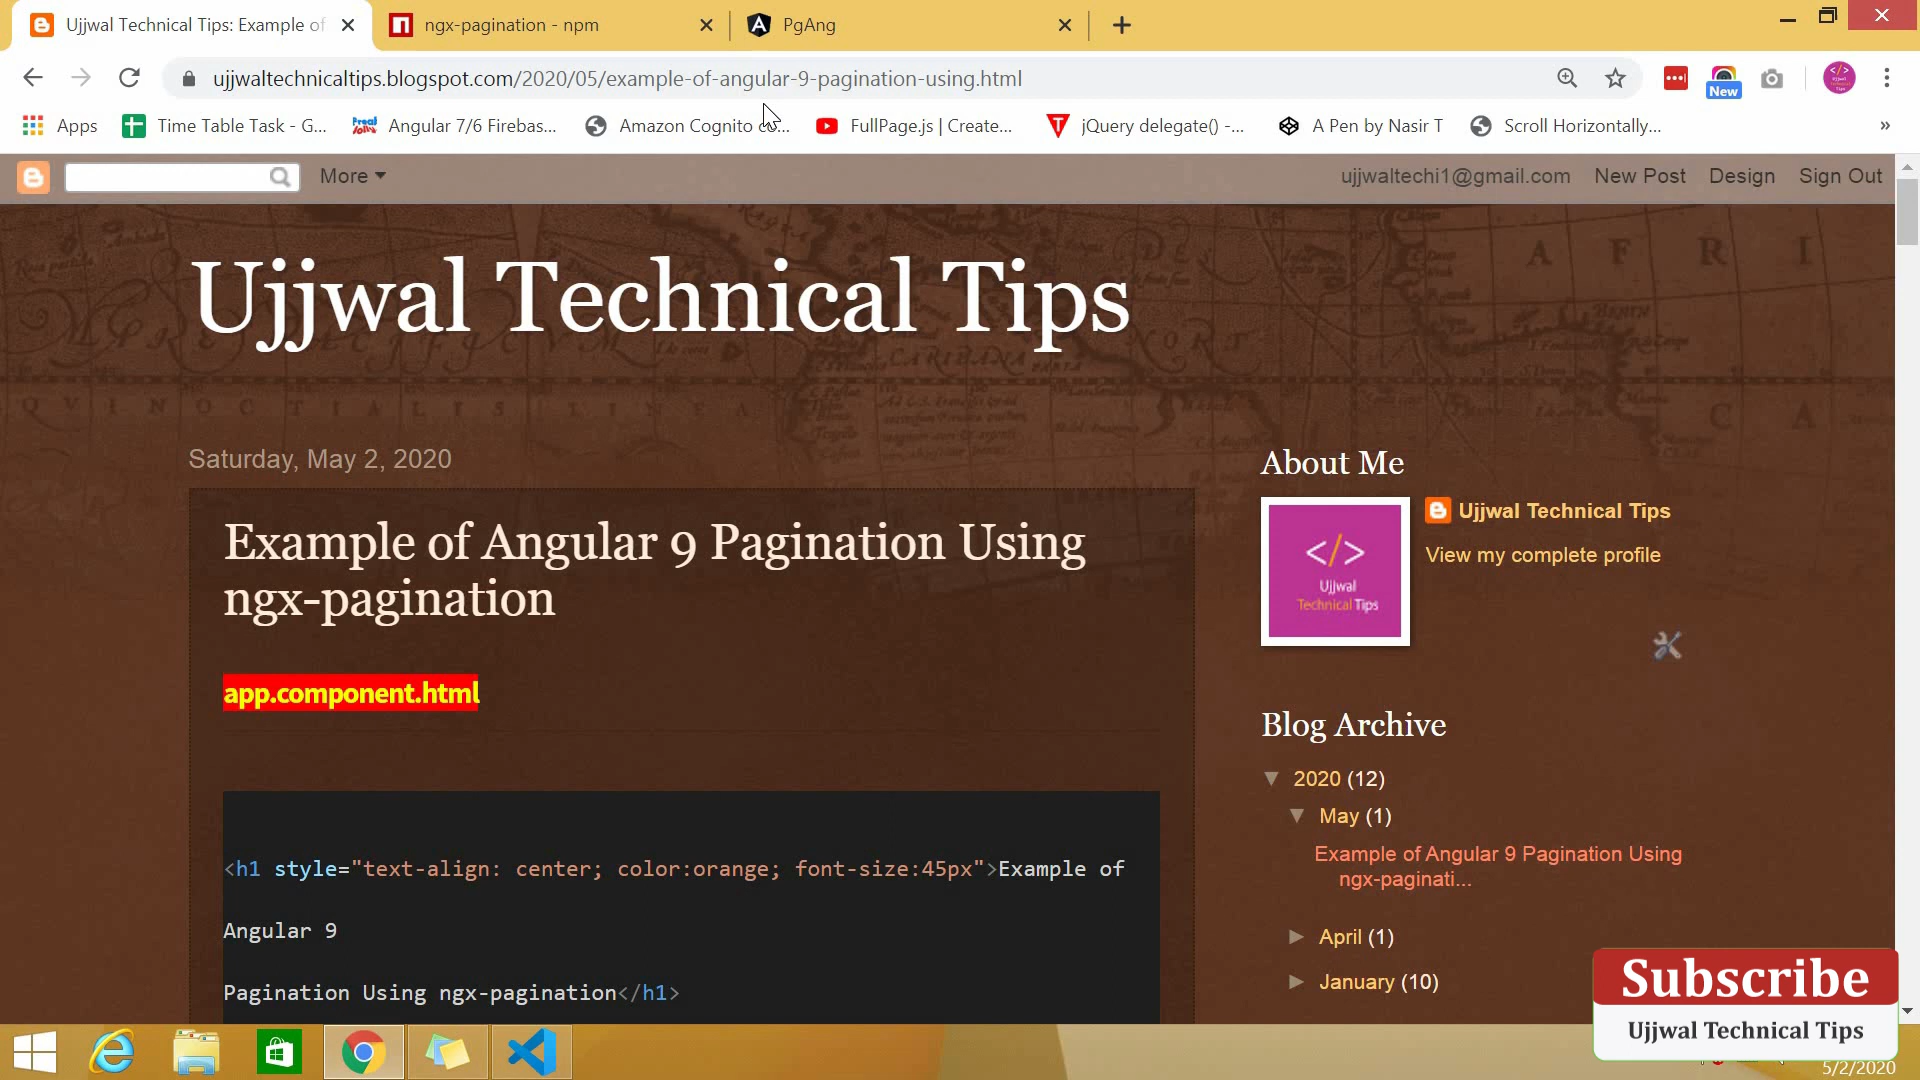 Ujjwal Technical Tips: Example of
ngx-pagination - npm
PgAng
ujjwaltechnicaltips.blogspot.com/2020/05/example-of-angular-9-pagination-using.html
New
Apps
Time Table Task - G...
Angular 7/6 Firebas...
Amazon Cognito co...
FullPage.js | Create...
jQuery delegate() -...
A Pen by Nasir T
Scroll Horizontally...
»
More
ujjwaltechi1@gmail.com
New Post
Design
Sign Out
Ujjwal Technical Tips
Saturday, May 2, 2020
Example of Angular 9 Pagination Using
ngx-pagination
app.component.html
<h1 style="text-align: center; color:orange; font-size:45px">Example of
Angular 9
Pagination Using ngx-pagination</h1>
About Me
</>
Ujjwal
Technical Tips
Ujjwal Technical Tips
View my complete profile
Blog Archive
▼ 2020 (12)
▼ May (1)
Example of Angular 9 Pagination Using
ngx-paginati...
► April (1)
► January (10)
Subscribe
Ujjwal Technical Tips
5/2/2020